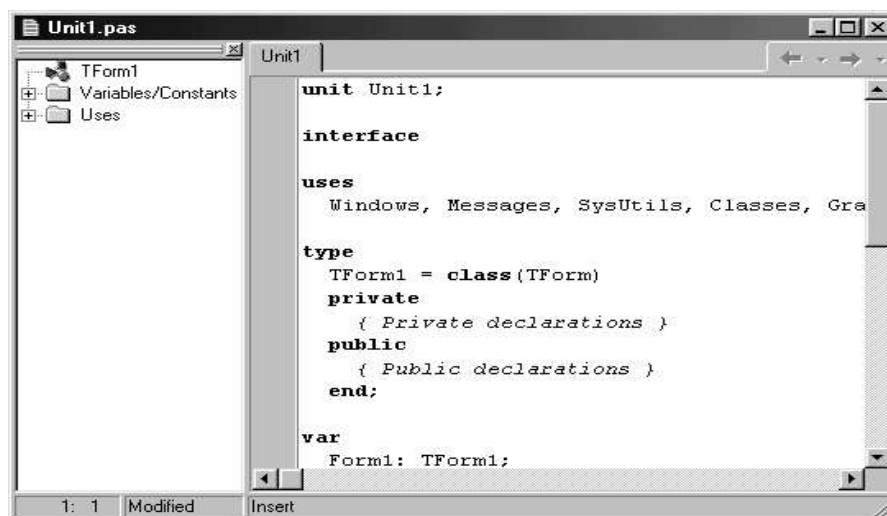 Unit1.pas
TForm1
Variables/Constants
Uses
Unit1
unit Unit1;
interface
uses
Windows, Messages, SysUtils, Classes, Gra
type
TForm1 = class(TForm)
private
{ Private declarations }
public
{ Public declarations }
end;
var
Form1: TForm1;
1: 1 Modified Insert